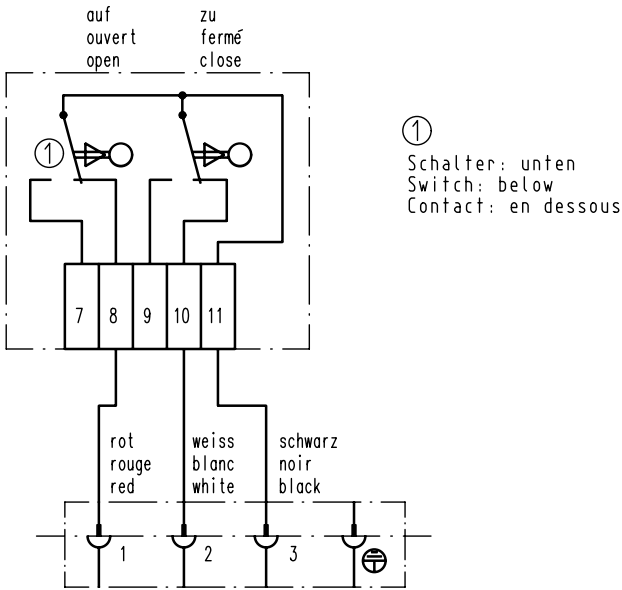 auf
ouvert
open
zu
fermé
close
1
1
Schalter: unten
Switch: below
Contact: en dessous
7 8 9 10 11
rot
rouge
red
weiss
blanc
white
schwarz
noir
black
1 2 3